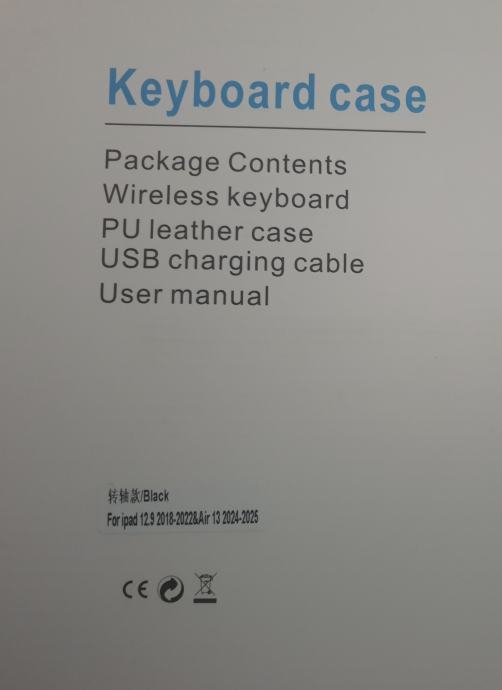 Keyboard case
Package Contents
Wireless keyboard
PU leather case
USB charging cable
User manual
转轴款/Black
For ipad 12.9 2018-2022&Air 13 2024-2025
CE